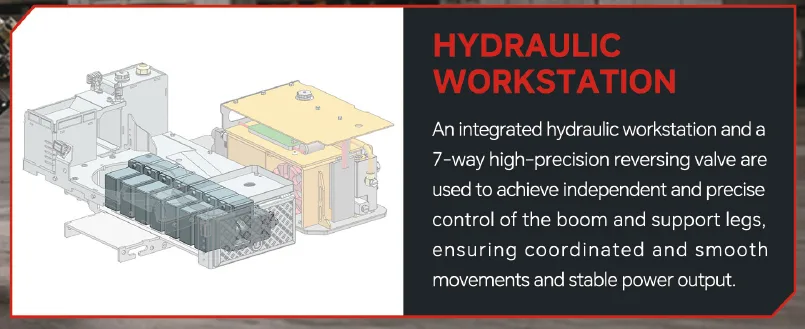 HYDRAULIC
WORKSTATION
An integrated hydraulic workstation and a
7-way high-precision reversing valve are
used to achieve independent and precise
control of the boom and support legs,
ensuring coordinated and smooth
movements and stable power output.